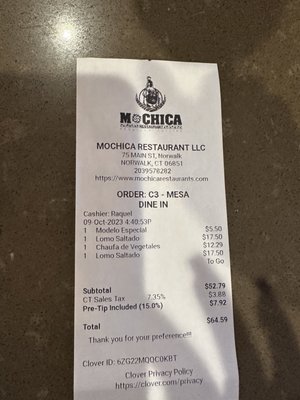 MOCHICA
MOCHICA RESTAURANT LLC
75 MAIN ST, Norwalk
NORWALK, CT 06851
2039578282
https://www.mochicarestaurants.com
ORDER: C3 - MESA
DINE IN
Cashier: Raquel
09-Oct-2023 4:40:53P
1 Modelo Especial $5.50
1 Lomo Saltado $17.50
1 Chaufa de Vegetales $12.29
1 Lomo Saltado $17.50
To Go
Subtotal $52.79
CT Sales Tax 7.35% $3.88
Pre-Tip Included (15.0%) $7.92
Total $64.59
Thank you for your preference!!!
Clover ID: 6ZG22MQQC0KBT
Clover Privacy Policy
https://clover.com/privacy